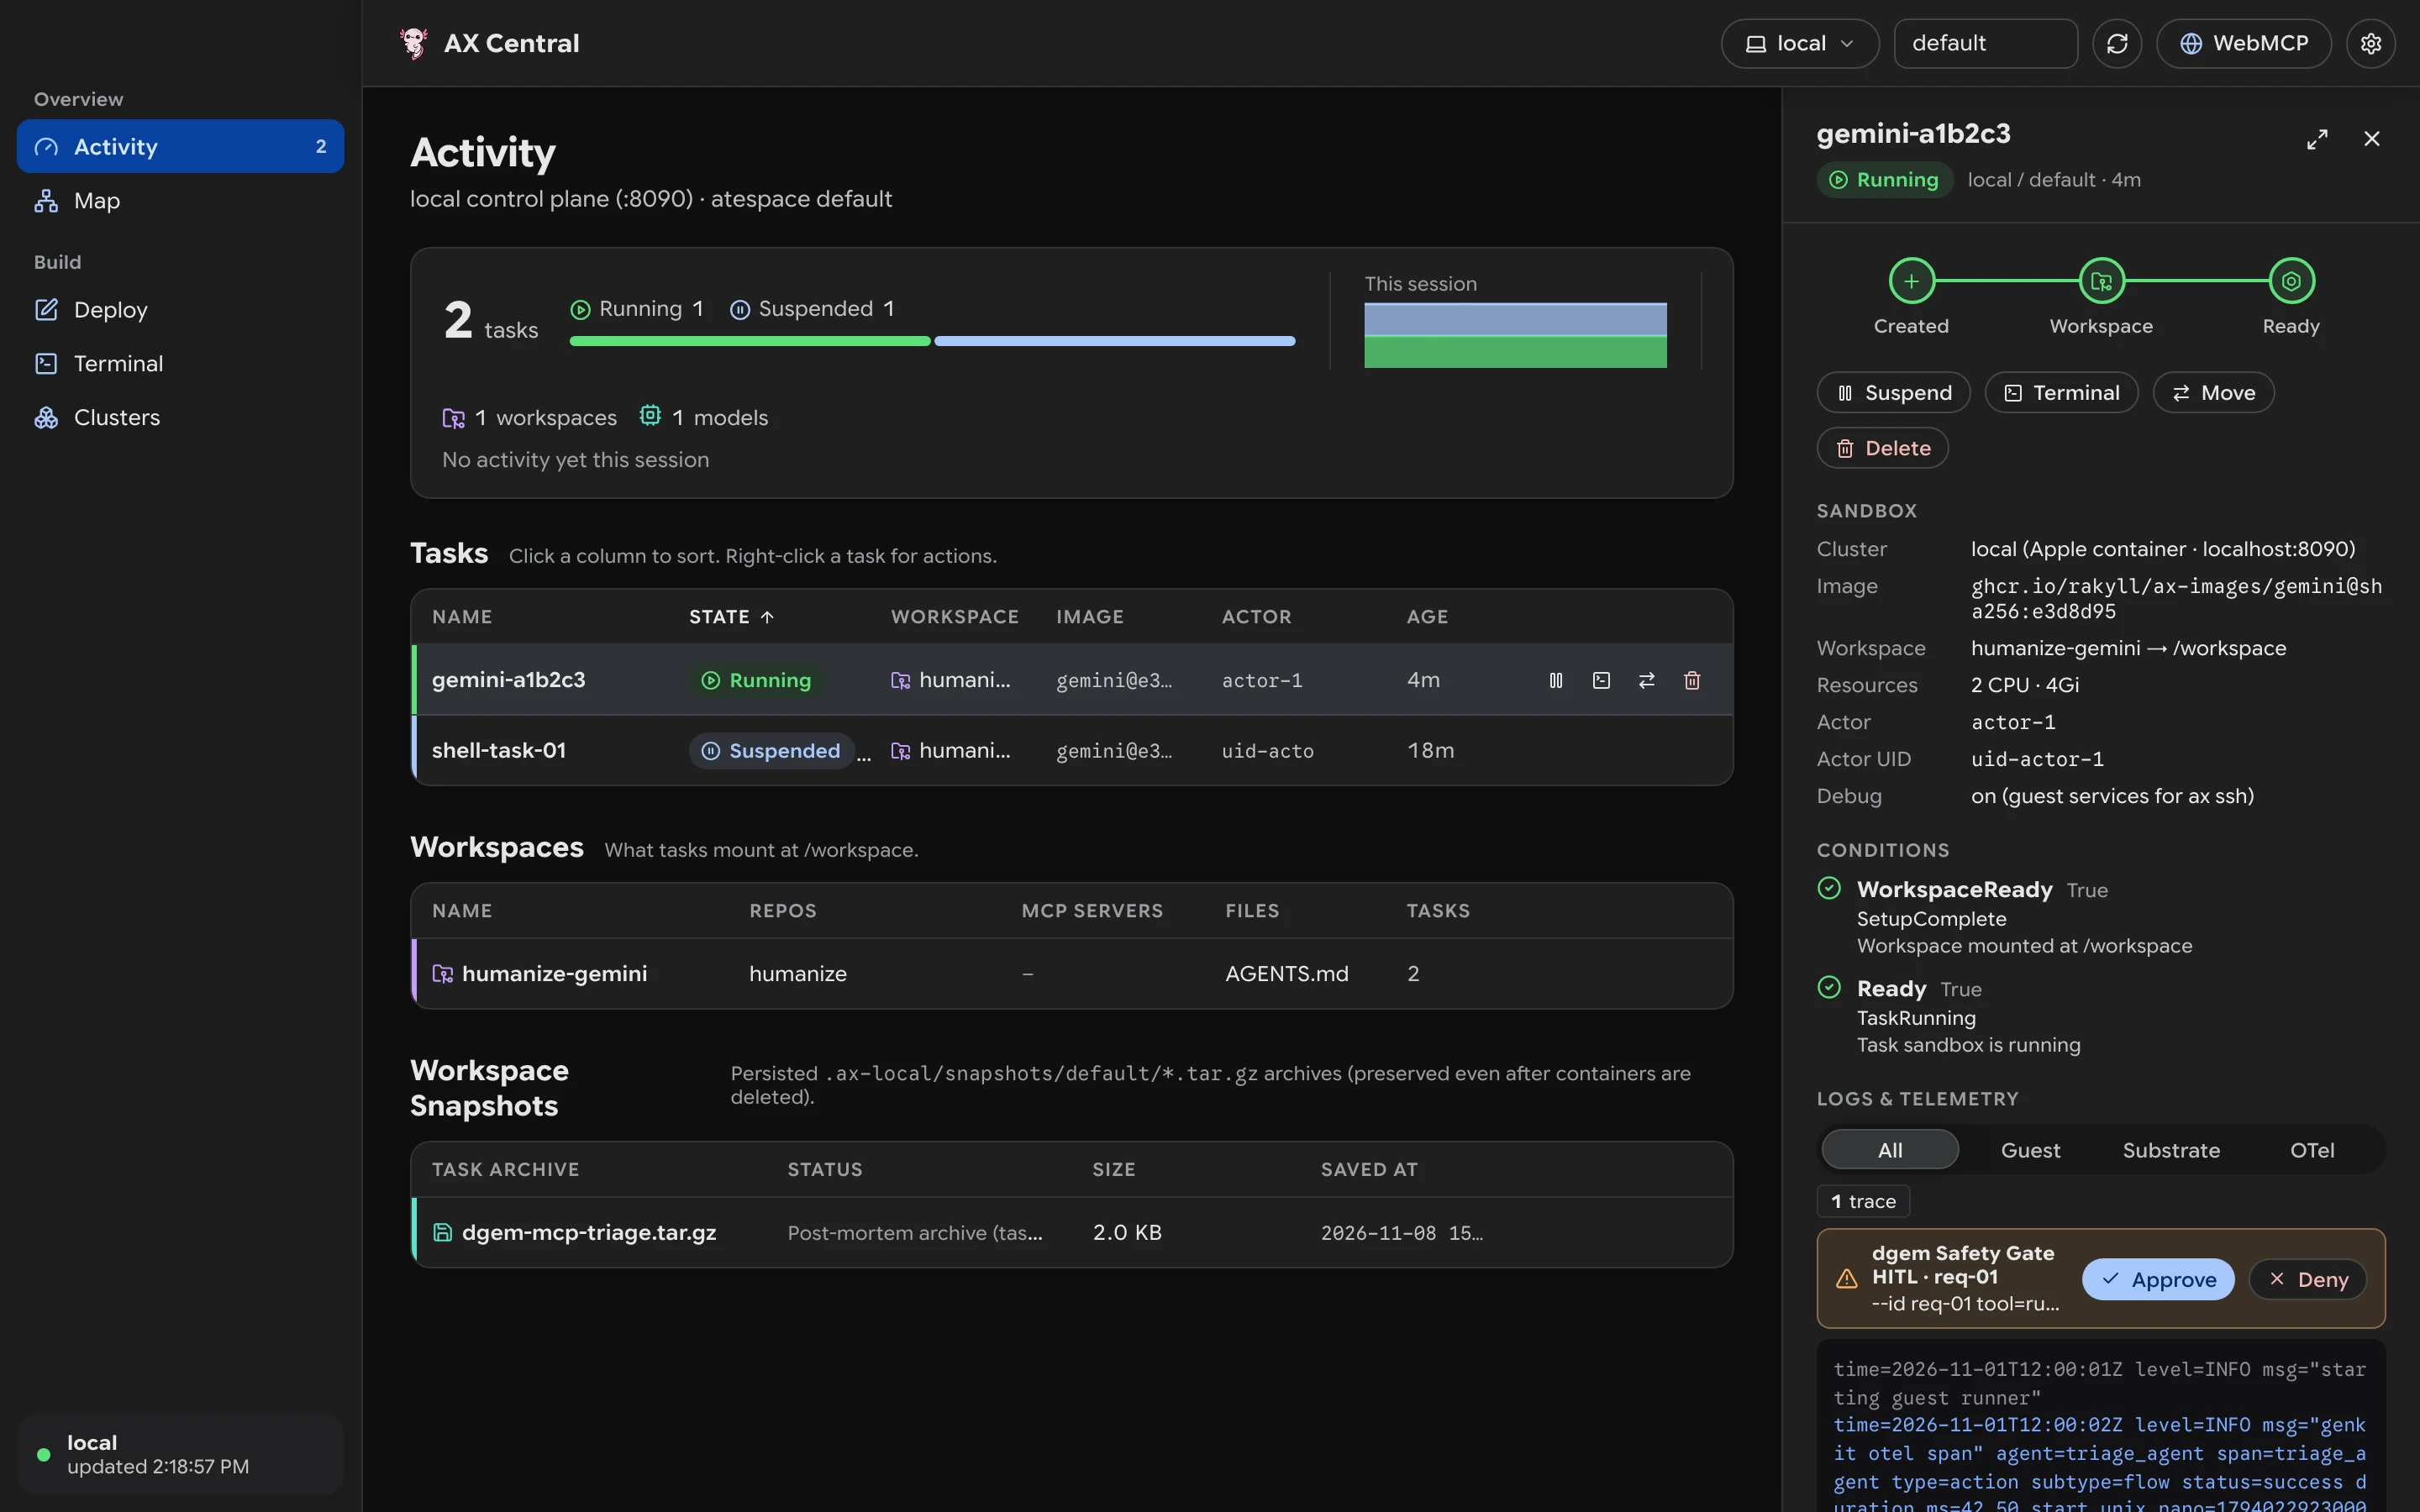 AX Central
local
default
WebMCP
Overview
Activity 2
Map
Build
Deploy
Terminal
Clusters
local
updated 2:18:57 PM
Activity
local control plane (:8090) · atespace default
2 tasks
Running 1 Suspended 1
This session
1 workspaces 1 models
No activity yet this session
Tasks Click a column to sort. Right-click a task for actions.
NAME STATE ↑ WORKSPACE IMAGE ACTOR AGE
gemini-a1b2c3 Running humani... gemini@e3… actor-1 4m
shell-task-01 Suspended ... humani... gemini@e3… uid-acto 18m
Workspaces What tasks mount at /workspace.
NAME REPOS MCP SERVERS FILES TASKS
humanize-gemini humanize – AGENTS.md 2
Workspace
Snapshots
Persisted .ax-local/snapshots/default/*.tar.gz archives (preserved even after containers are
deleted).
TASK ARCHIVE STATUS SIZE SAVED AT
dgem-mcp-triage.tar.gz Post-mortem archive (tas... 2.0 KB 2026-11-08 15…
gemini-a1b2c3
Running local / default · 4m
Created Workspace Ready
Suspend Terminal Move
Delete
SANDBOX
Cluster local (Apple container · localhost:8090)
Image ghcr.io/rakyll/ax-images/gemini@sh
a256:e3d8d95
Workspace humanize-gemini → /workspace
Resources 2 CPU · 4Gi
Actor actor-1
Actor UID uid-actor-1
Debug on (guest services for ax ssh)
CONDITIONS
WorkspaceReady True
SetupComplete
Workspace mounted at /workspace
Ready True
TaskRunning
Task sandbox is running
LOGS & TELEMETRY
All Guest Substrate OTel
1 trace
dgem Safety Gate
HITL · req-01
--id req-01 tool=ru...
Approve Deny
time=2026-11-01T12:00:01Z level=INFO msg="star
ting guest runner"
time=2026-11-01T12:00:02Z level=INFO msg="genk
it otel span" agent=triage_agent span=triage_a
gent type=action subtype=flow status=success d
uration_ms=42.50 start_unix_nano=1794022923000